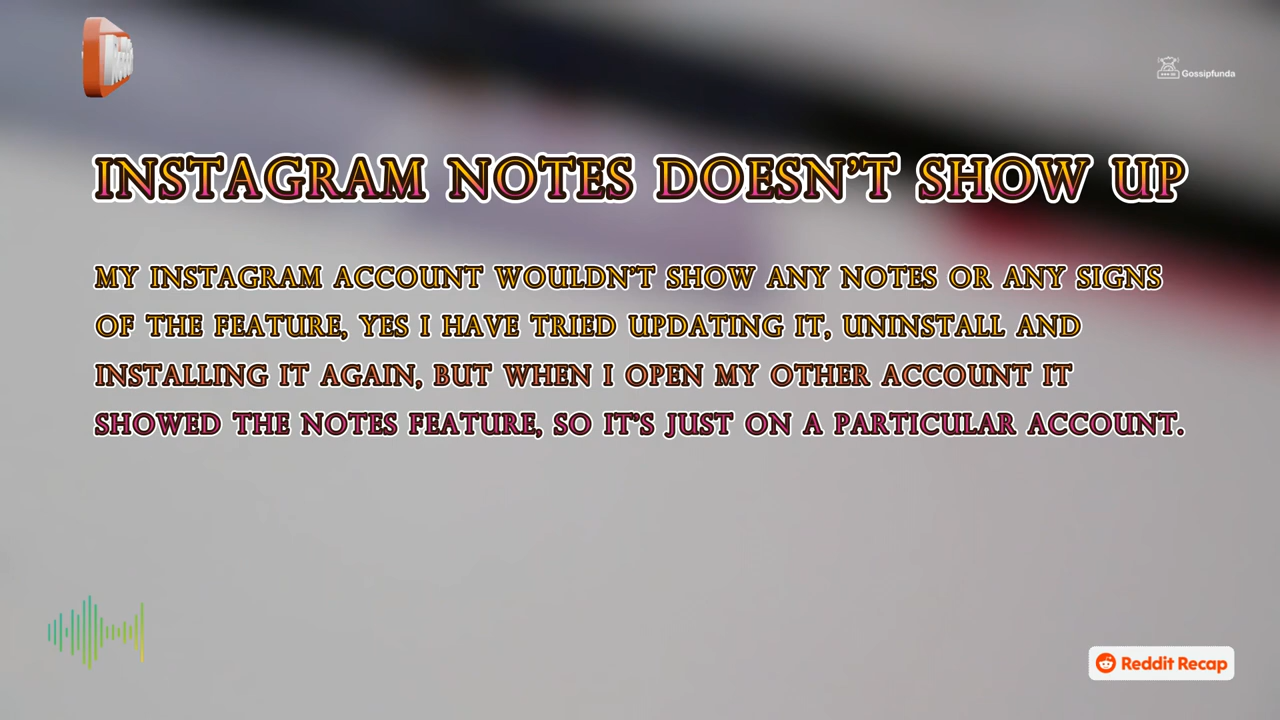 Gossipfunda
INSTAGRAM NOTES DOESN’T SHOW UP
MY INSTAGRAM ACCOUNT WOULDN’T SHOW ANY NOTES OR ANY SIGNS
OF THE FEATURE, YES I HAVE TRIED UPDATING IT, UNINSTALL AND
INSTALLING IT AGAIN, BUT WHEN I OPEN MY OTHER ACCOUNT IT
SHOWED THE NOTES FEATURE, SO IT’S JUST ON A PARTICULAR ACCOUNT.
Reddit Recap